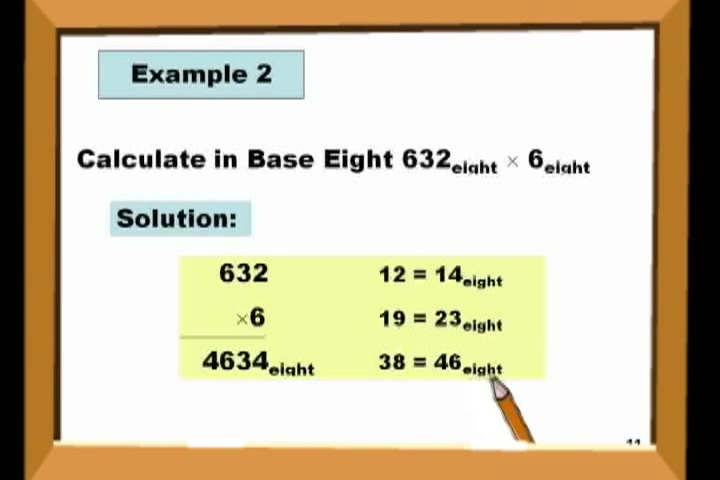 Example 2
Calculate in Base Eight 632eight × 6eight
Solution:
632 12 = 14eight
×6 19 = 23eight
4634eight 38 = 46eight